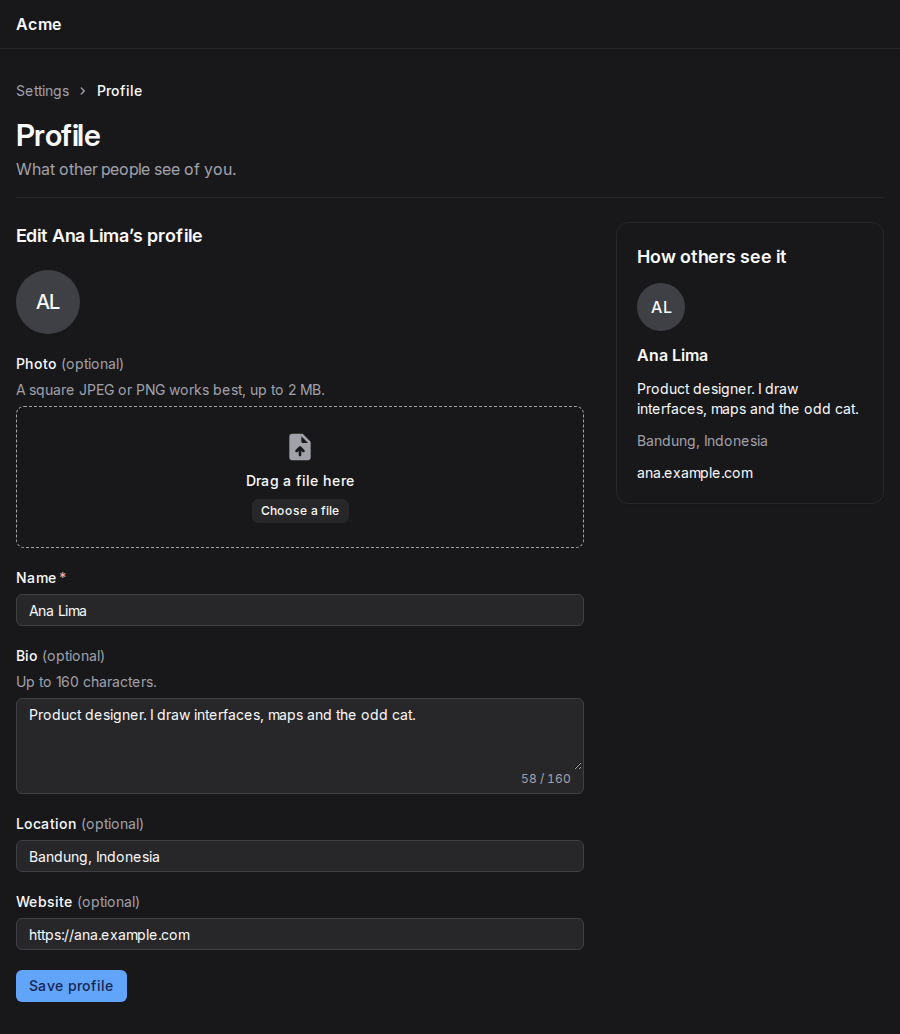 Acme
Settings › Profile
Profile
What other people see of you.
Edit Ana Lima’s profile
AL
Photo (optional)
A square JPEG or PNG works best, up to 2 MB.
Drag a file here
Choose a file
Name *
Ana Lima
Bio (optional)
Up to 160 characters.
Product designer. I draw interfaces, maps and the odd cat.
58 / 160
Location (optional)
Bandung, Indonesia
Website (optional)
https://ana.example.com
Save profile
How others see it
AL
Ana Lima
Product designer. I draw
interfaces, maps and the odd cat.
Bandung, Indonesia
ana.example.com